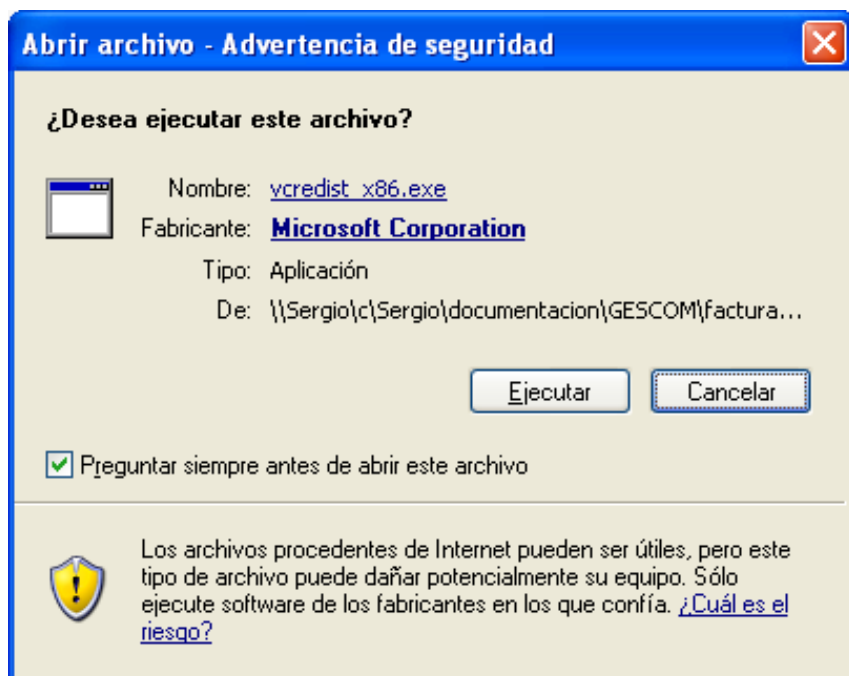 Abrir archivo - Advertencia de seguridad
¿Desea ejecutar este archivo?
Nombre: vcredist_x86.exe
Fabricante: Microsoft Corporation
Tipo: Aplicación
De: \\Sergio\c\Sergio\documentacion\GESCOM\factura...
Ejecutar Cancelar
Preguntar siempre antes de abrir este archivo
Los archivos procedentes de Internet pueden ser útiles, pero este
tipo de archivo puede dañar potencialmente su equipo. Sólo
ejecute software de los fabricantes en los que confía. ¿Cuál es el
riesgo?